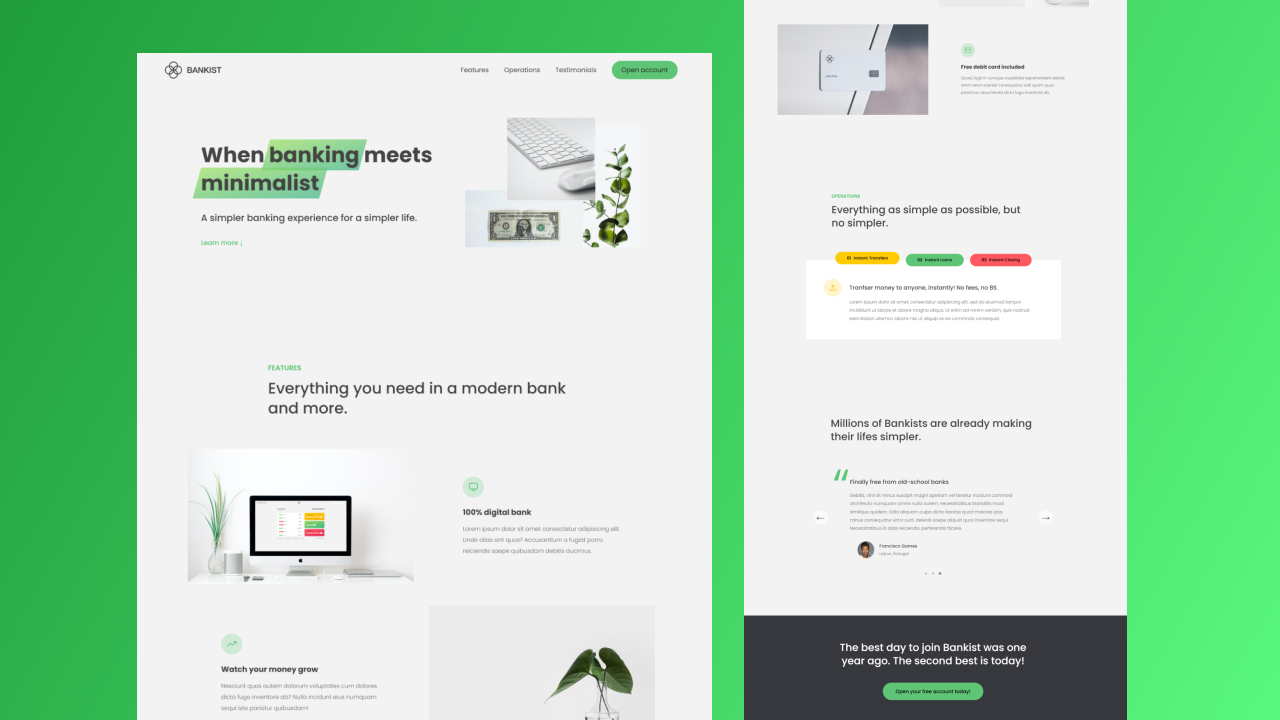 BANKIST
Features Operations Testimonials Open account
When banking meets
minimalist
A simpler banking experience for a simpler life.
Learn more ↓
FEATURES
Everything you need in a modern bank
and more.
100% digital bank
Lorem ipsum dolor sit amet consectetur adipisicing elit.
Unde alias sint quos? Accusantium a fugiat porro
reiciendis saepe quibusdam debitis ducimus.
Watch your money grow
Nesciunt quos autem dolorum voluptates cum dolores
dicta fuga inventore ab? Nulla incidunt eius numquam
sequi iste pariatur quibusdam!
Free debit card included
Quasi, fugit in cumque cupiditate reprehenderit debitis
animi enim eveniet consequatur odit quam quos
possimus assumenda dicta fuga inventore ab.
OPERATIONS
Everything as simple as possible, but
no simpler.
01 Instant Transfers
02 Instant Loans
03 Instant Closing
Tranfser money to anyone, instantly! No fees, no BS.
Lorem ipsum dolor sit amet, consectetur adipisicing elit, sed do eiusmod tempor
incididunt ut labore et dolore magna aliqua. Ut enim ad minim veniam, quis nostrud
exercitation ullamco laboris nisi ut aliquip ex ea commodo consequat.
Millions of Bankists are already making
their lifes simpler.
Finally free from old-school banks
Debitis, nihil sit minus suscipit magni aperiam vel tenetur incidunt commodi
architecto numquam omnis nulla autem, necessitatibus blanditiis modi
similique quidem. Odio aliquam culpa dicta beatae quod maiores ipsa
minus consequatur error sunt, deleniti saepe aliquid quos inventore sequi.
Necessitatibus id alias reiciendis, perferendis facere.
Francisco Gomes
Lisbon, Portugal
The best day to join Bankist was one
year ago. The second best is today!
Open your free account today!